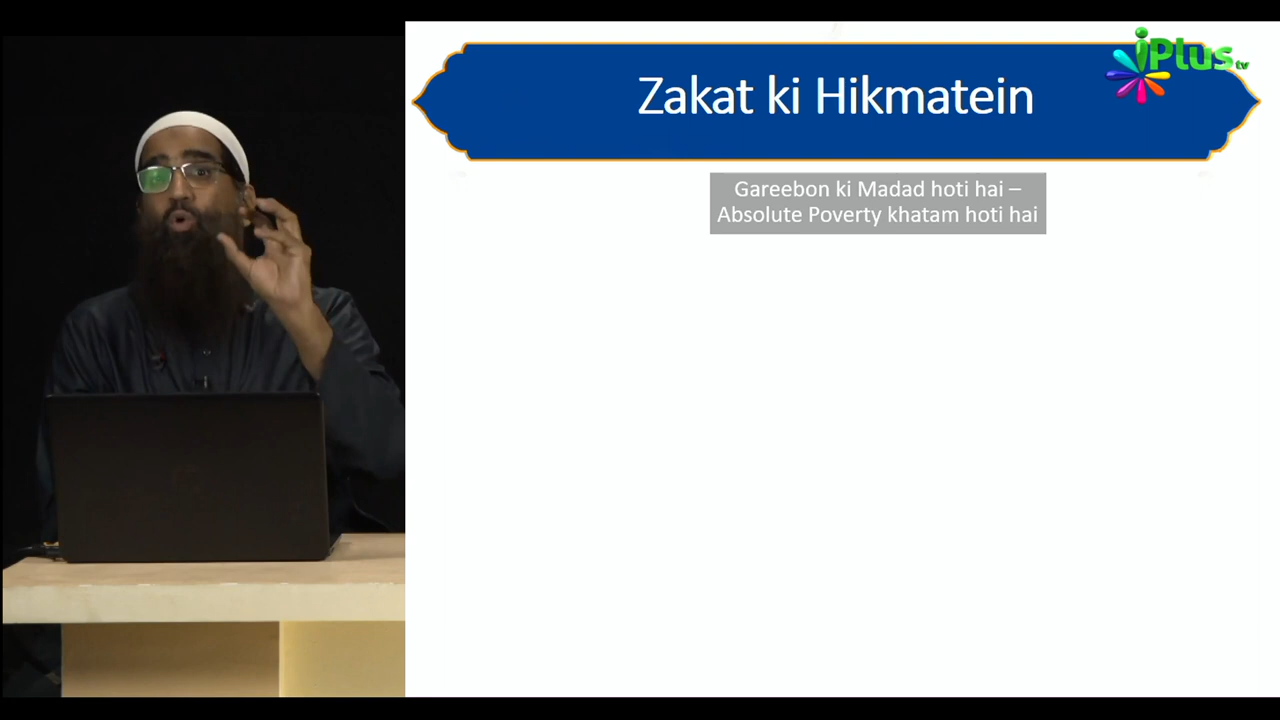 Zakat ki Hikmatein
iPlus tv
Gareebon ki Madad hoti hai –
Absolute Poverty khatam hoti hai